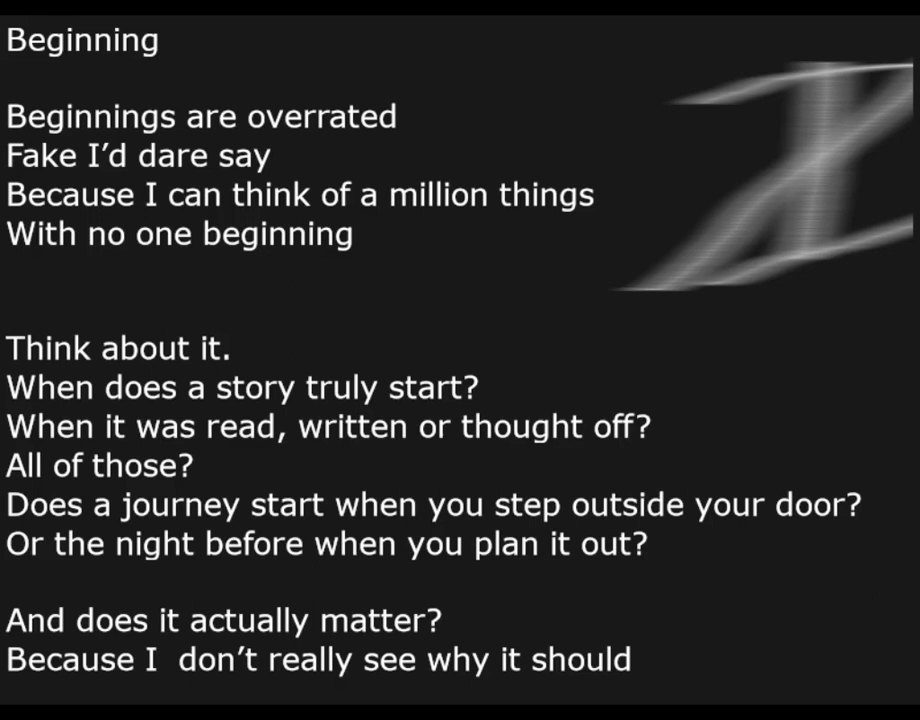 Beginning
Beginnings are overrated
Fake I’d dare say
Because I can think of a million things
With no one beginning
Think about it.
When does a story truly start?
When it was read, written or thought off?
All of those?
Does a journey start when you step outside your door?
Or the night before when you plan it out?
And does it actually matter?
Because I  don’t really see why it should